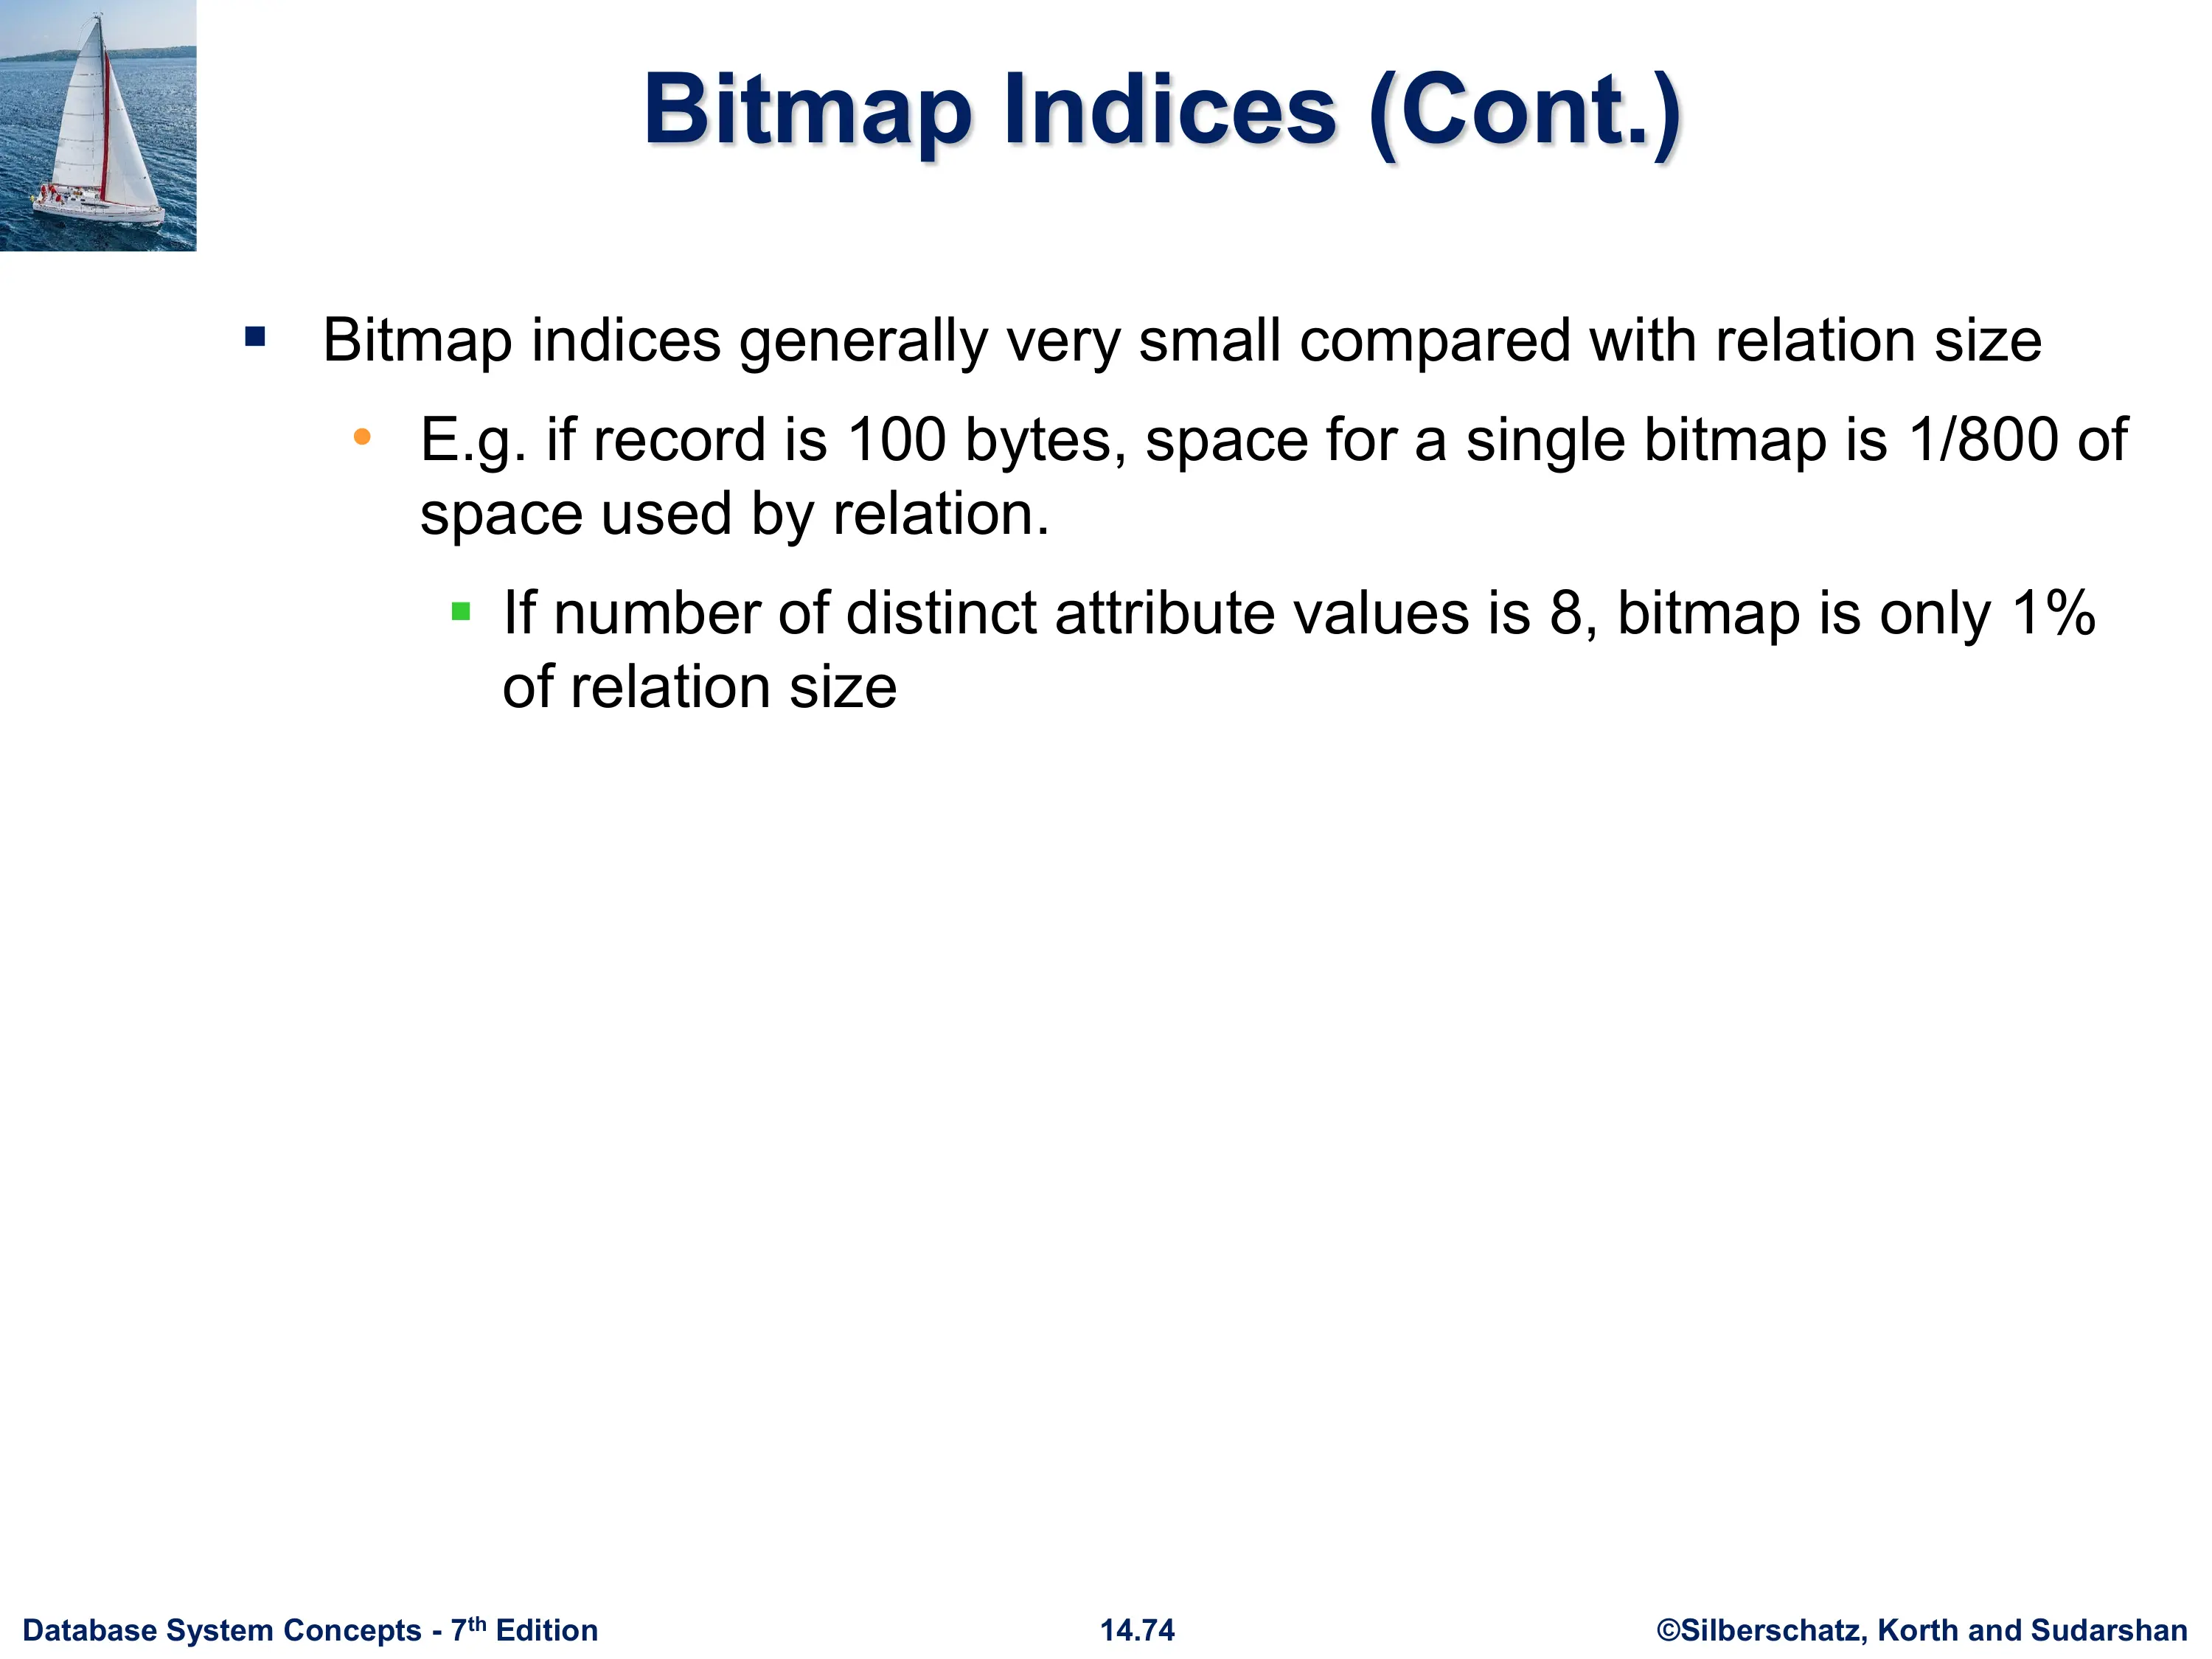 Bitmap Indices (Cont.)
▪ Bitmap indices generally very small compared with relation size
• E.g. if record is 100 bytes, space for a single bitmap is 1/800 of
space used by relation.
▪ If number of distinct attribute values is 8, bitmap is only 1%
of relation size
Database System Concepts - 7th Edition
14.74
©Silberschatz, Korth and Sudarshan